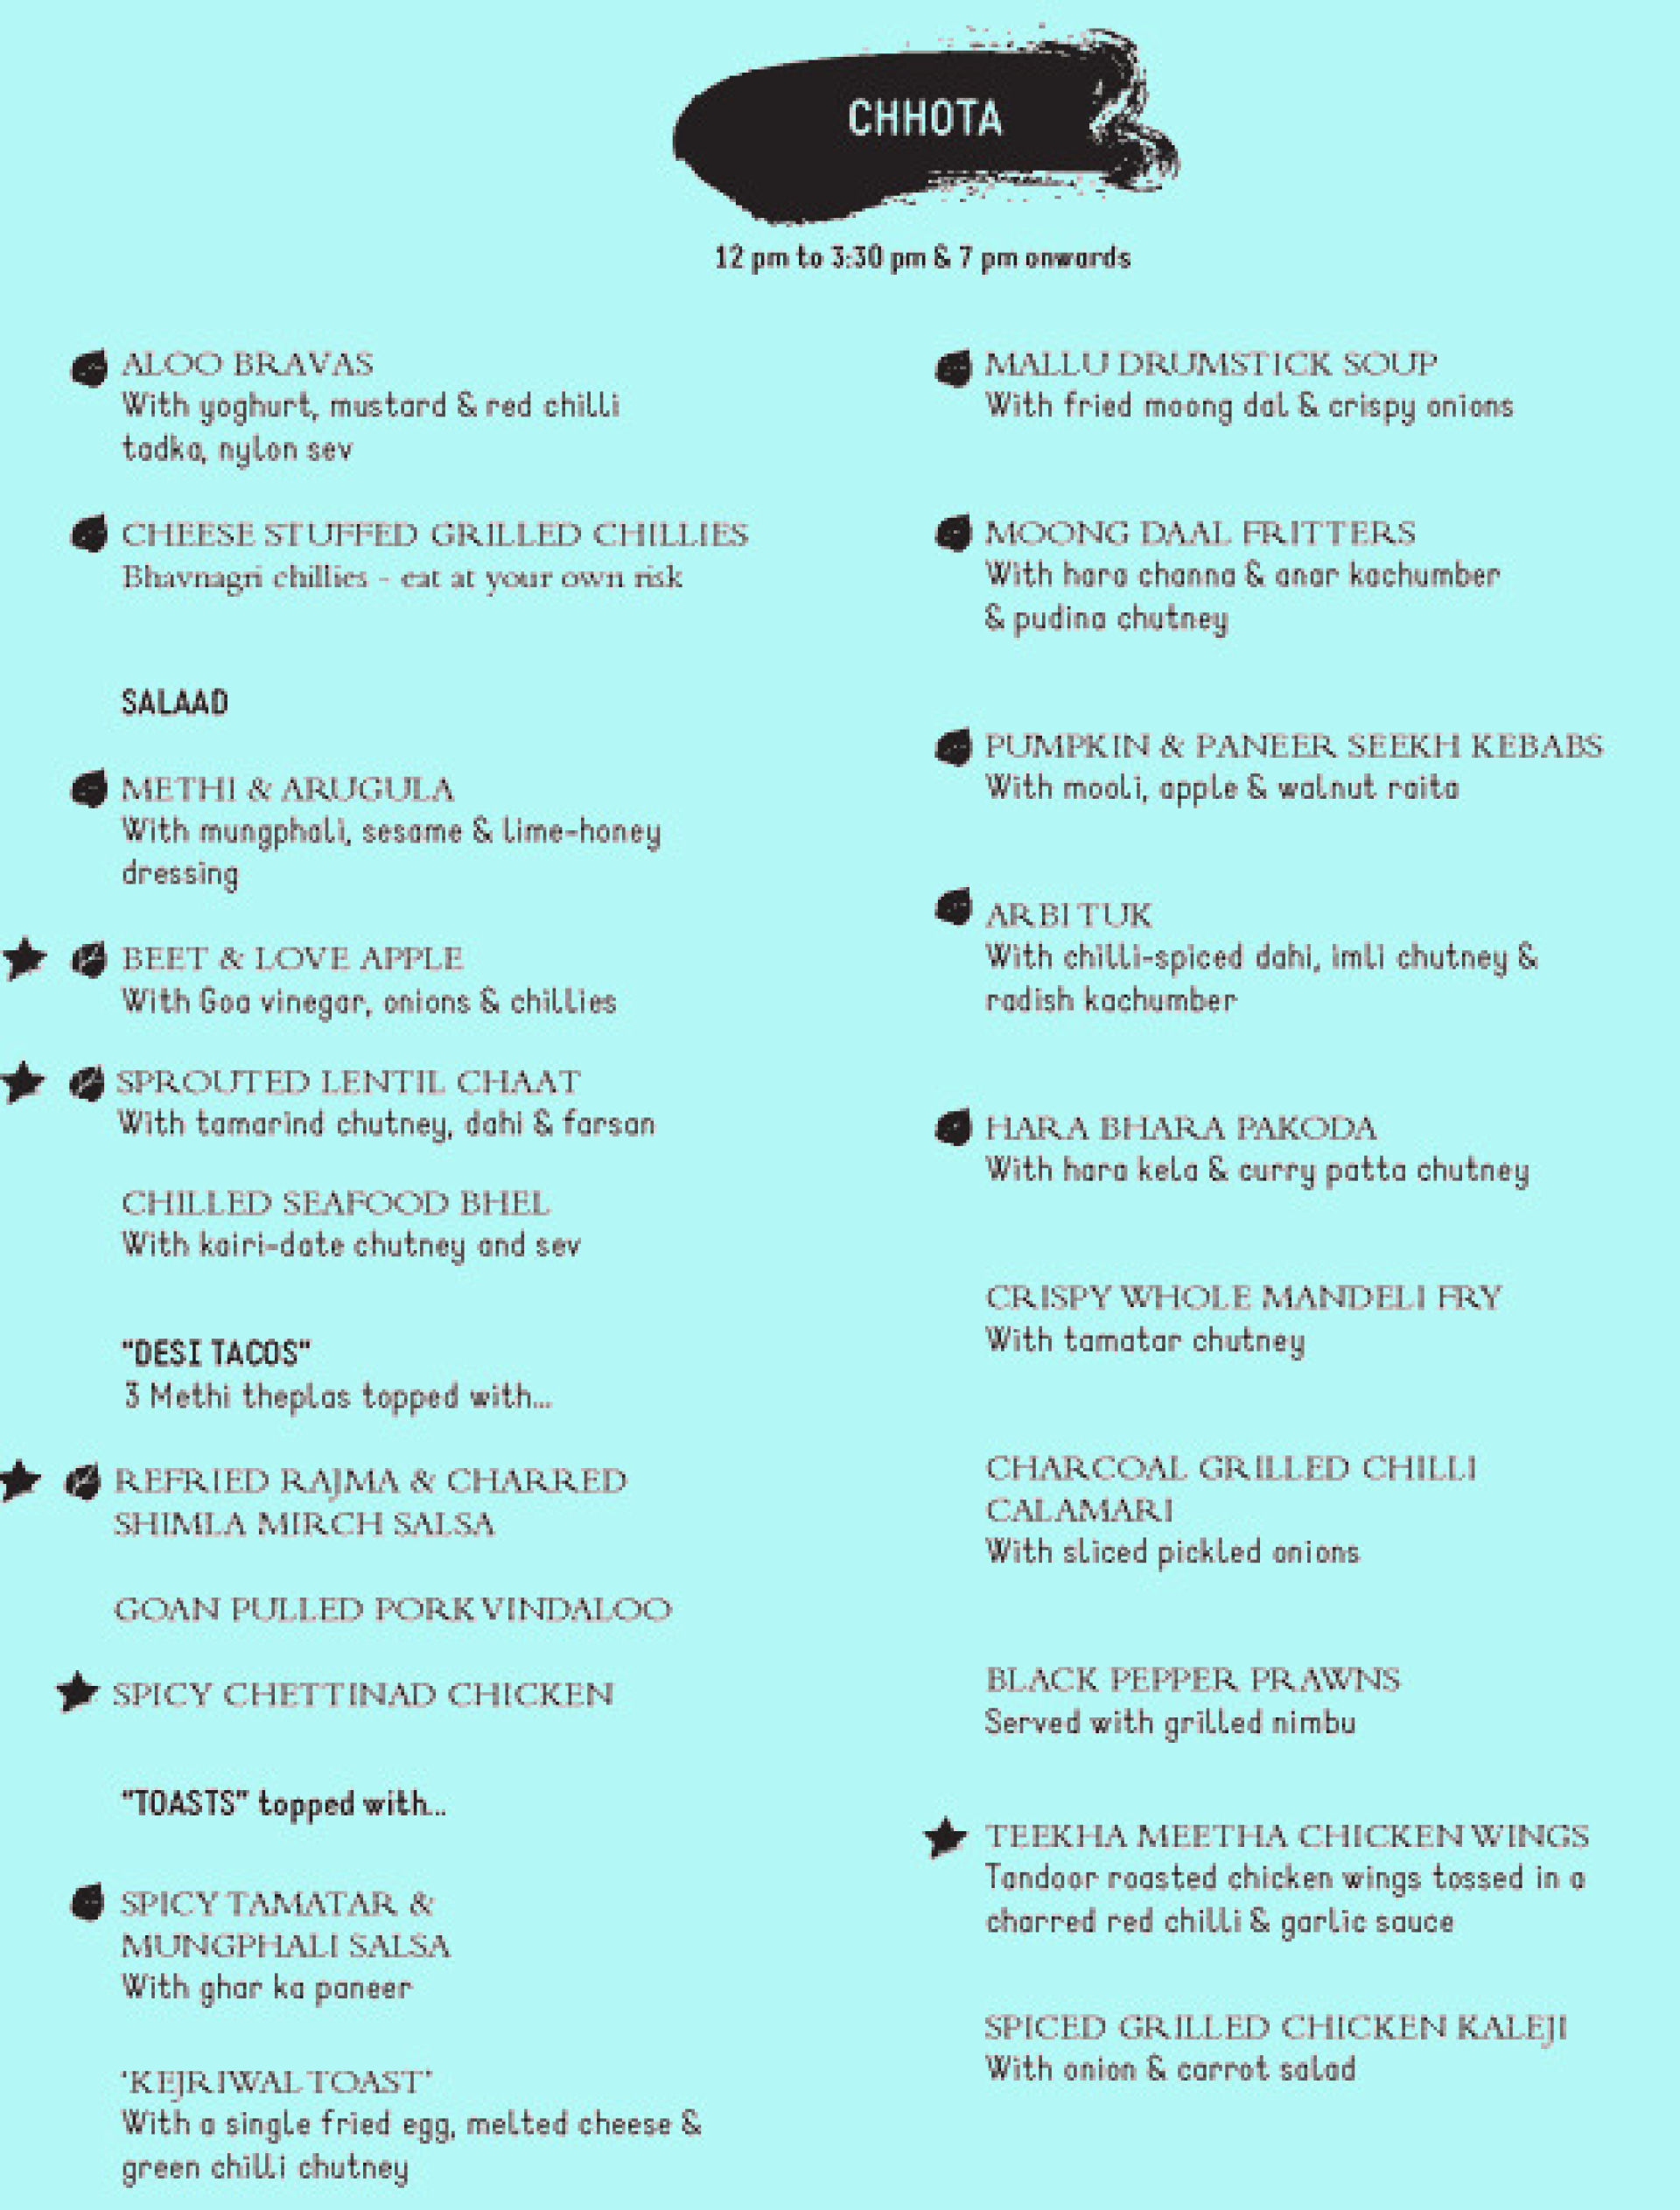 CHHOTA
12 pm to 3:30 pm & 7 pm onwards
ALOO BRAVAS
With yoghurt, mustard & red chilli
tadka, nylon sev
CHEESE STUFFED GRILLED CHILLIES
Bhavnagri chillies - eat at your own risk
SALAAD
METHI & ARUGULA
With mungphali, sesame & lime-honey
dressing
BEET & LOVE APPLE
With Goa vinegar, onions & chillies
SPROUTED LENTIL CHAAT
With tamarind chutney, dahi & farsan
CHILLED SEAFOOD BHEL
With kairi-date chutney and sev
"DESI TACOS"
3 Methi theplas topped with...
REFRIED RAJMA & CHARRED
SHIMLA MIRCH SALSA
GOAN PULLED PORK VINDALOO
SPICY CHETTINAD CHICKEN
"TOASTS" topped with...
SPICY TAMATAR &
MUNGPHALI SALSA
With ghar ka paneer
'KEJRIWAL TOAST'
With a single fried egg, melted cheese &
green chilli chutney
MALLU DRUMSTICK SOUP
With fried moong dal & crispy onions
MOONG DAAL FRITTERS
With hara channa & anar kachumber
& pudina chutney
PUMPKIN & PANEER SEEKH KEBABS
With mooli, apple & walnut raita
ARBI TUK
With chilli-spiced dahi, imli chutney &
radish kachumber
HARA BHARA PAKODA
With hara kela & curry patta chutney
CRISPY WHOLE MANDELI FRY
With tamatar chutney
CHARCOAL GRILLED CHILLI
CALAMARI
With sliced pickled onions
BLACK PEPPER PRAWNS
Served with grilled nimbu
TEEKHA MEETHA CHICKEN WINGS
Tandoor roasted chicken wings tossed in a
charred red chilli & garlic sauce
SPICED GRILLED CHICKEN KALEJI
With onion & carrot salad